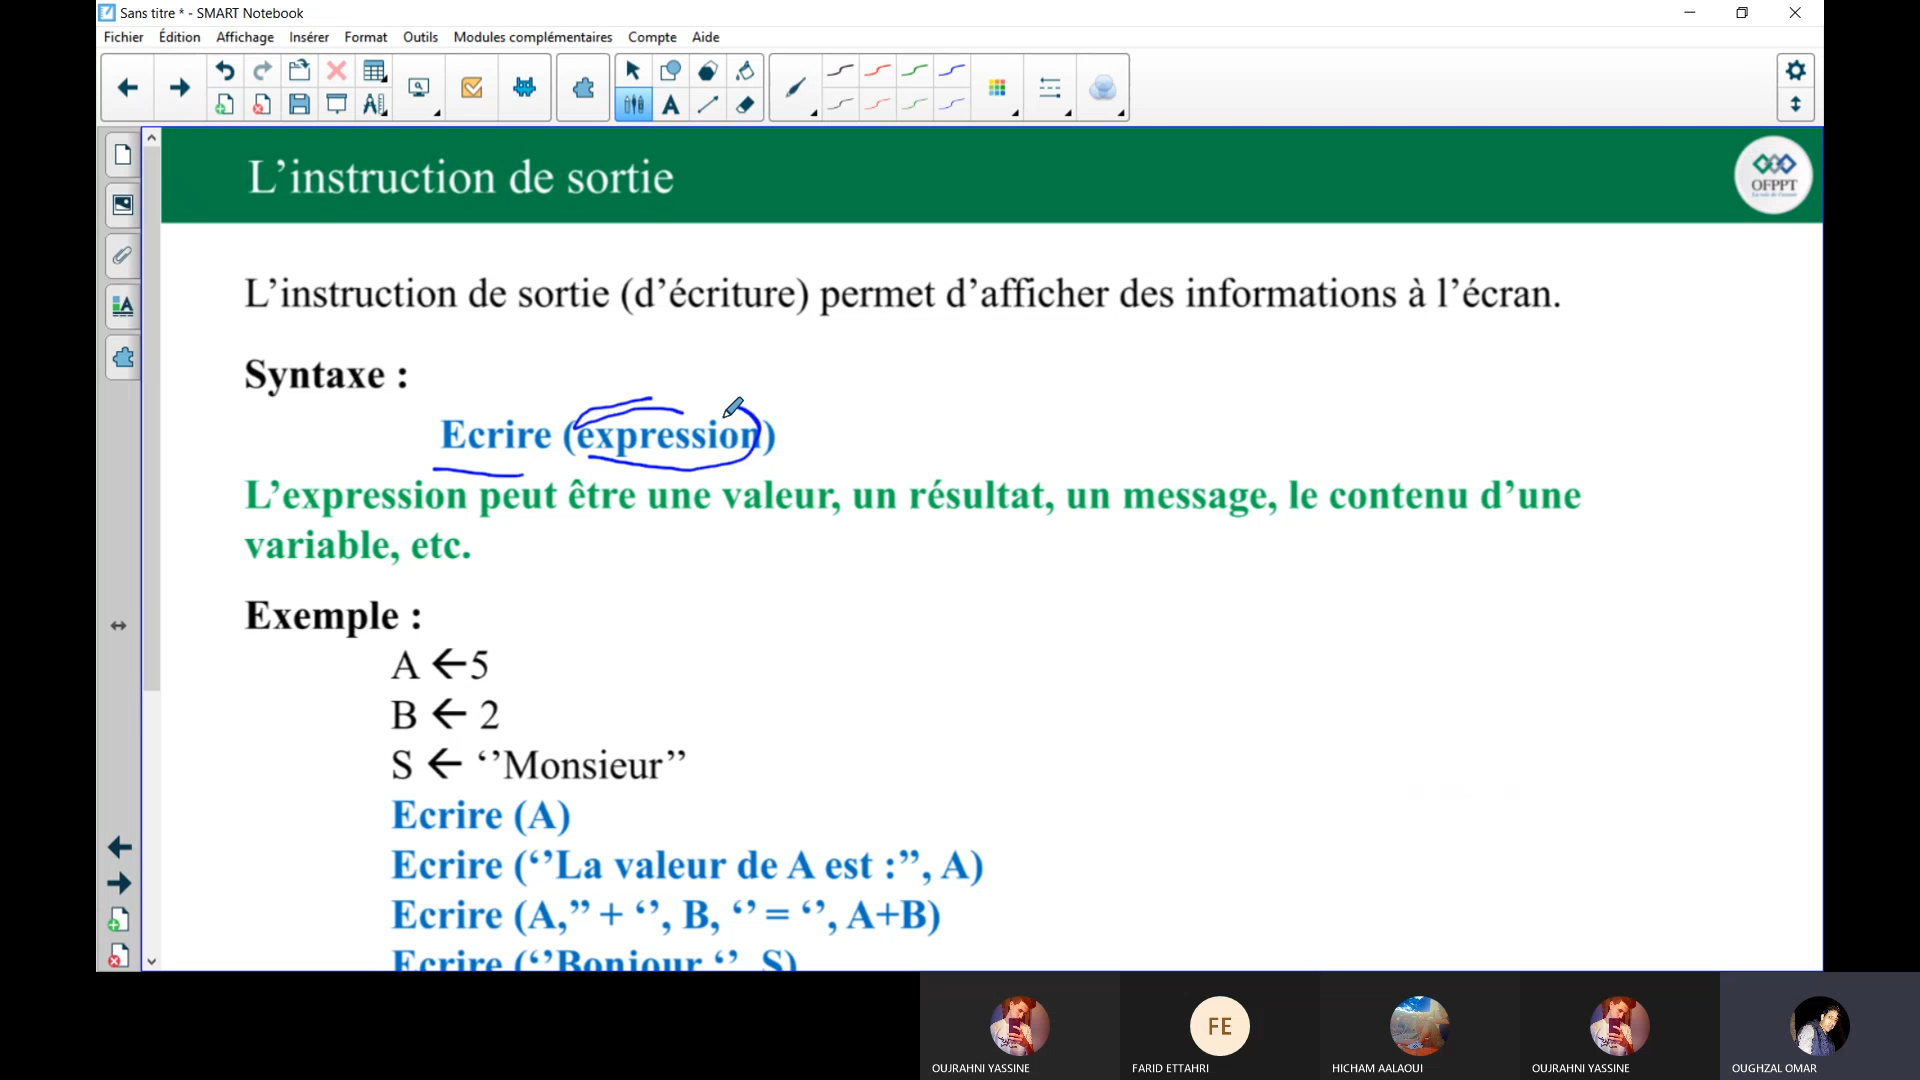 Sans titre * - SMART Notebook
Fichier Édition Affichage Insérer Format Outils Modules complémentaires Compte Aide
L’instruction de sortie
OFPPT
L’instruction de sortie (d’écriture) permet d’afficher des informations à l’écran.
Syntaxe :
Ecrire (expression)
L’expression peut être une valeur, un résultat, un message, le contenu d’une
variable, etc.
Exemple :
A ←5
B ← 2
S ← ‘’Monsieur’’
Ecrire (A)
Ecrire (‘’La valeur de A est :’’, A)
Ecrire (A,’’ + ‘’, B, ‘’ = ‘’, A+B)
Ecrire (‘’Bonjour ‘’, S)
FE
OUJRAHNI YASSINE FARID ETTAHRI HICHAM AALAOUI OUJRAHNI YASSINE OUGHZAL OMAR